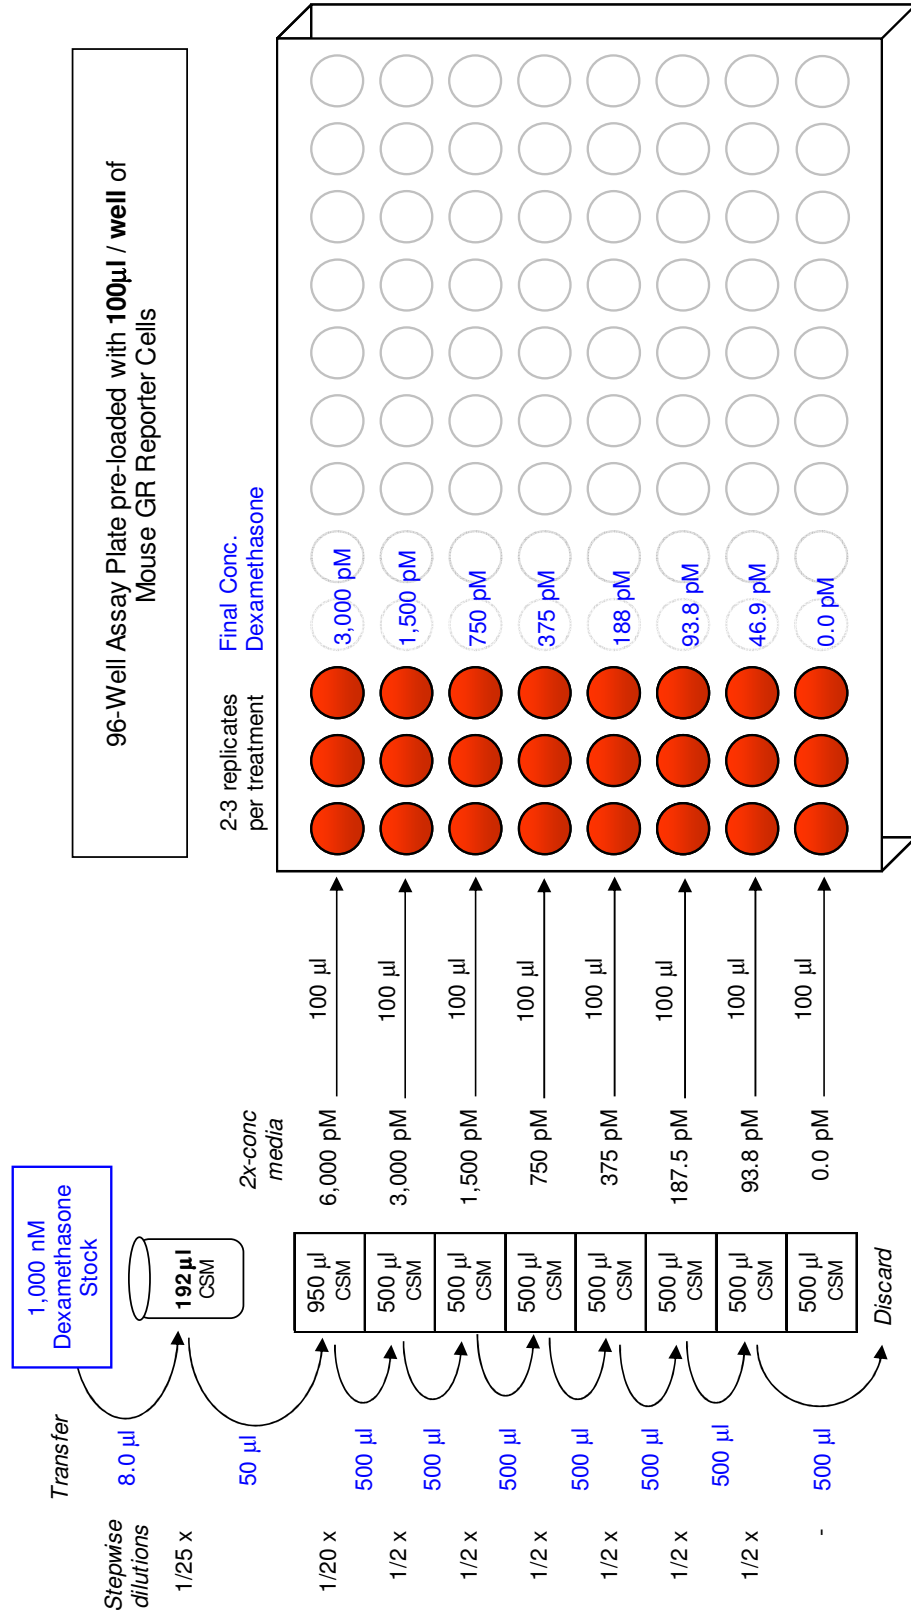 96-Well Assay Plate pre-loaded with 100µl / well of
Mouse GR Reporter Cells
Stepwise
dilutions
Transfer
1,000 nM
Dexamethasone
Stock
2x-conc
media
2-3 replicates
per treatment
Final Conc.
Dexamethasone
1/25 x
8.0 µl
192 µl
CSM
1/20 x
50 µl
950 µl
CSM
6,000 pM
100 µl
3,000 pM
1/2 x
500 µl
500 µl
CSM
3,000 pM
100 µl
1,500 pM
1/2 x
500 µl
500 µl
CSM
1,500 pM
100 µl
750 pM
1/2 x
500 µl
500 µl
CSM
750 pM
100 µl
375 pM
1/2 x
500 µl
500 µl
CSM
375 pM
100 µl
188 pM
1/2 x
500 µl
500 µl
CSM
187.5 pM
100 µl
93.8 pM
1/2 x
500 µl
500 µl
CSM
93.8 pM
100 µl
46.9 pM
-
500 µl
500 µl
CSM
0.0 pM
100 µl
0.0 pM
Discard